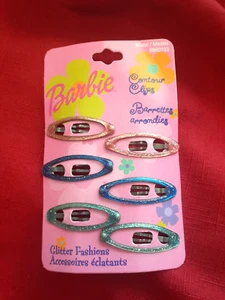 Barbie
Contour
Clips
Barrettes
arrondies
Glitter Fashions
Accessoires éclatants